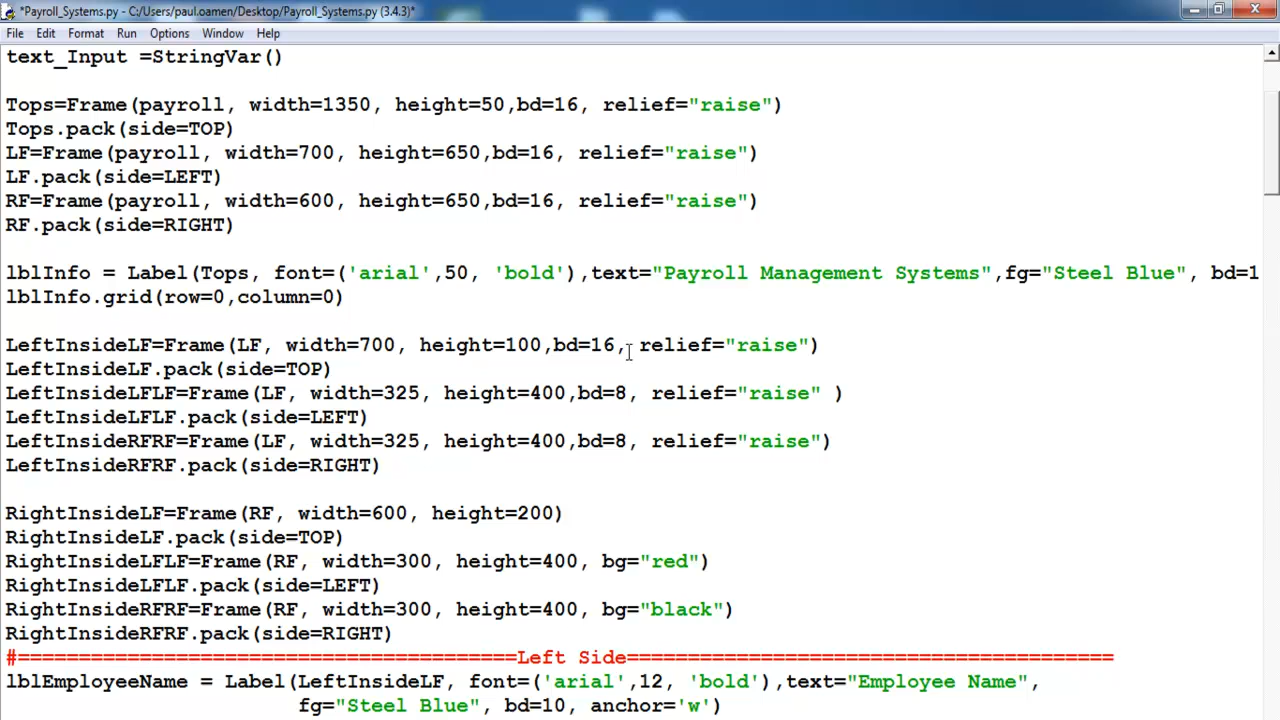 *Payroll_Systems.py - C:/Users/paul.oamen/Desktop/Payroll_Systems.py (3.4.3)*
File Edit Format Run Options Window Help
text_Input =StringVar()
Tops=Frame(payroll, width=1350, height=50,bd=16, relief="raise")
Tops.pack(side=TOP)
LF=Frame(payroll, width=700, height=650,bd=16, relief="raise")
LF.pack(side=LEFT)
RF=Frame(payroll, width=600, height=650,bd=16, relief="raise")
RF.pack(side=RIGHT)
lblInfo = Label(Tops, font=('arial',50, 'bold'),text="Payroll Management Systems",fg="Steel Blue", bd=1
lblInfo.grid(row=0,column=0)
LeftInsideLF=Frame(LF, width=700, height=100,bd=16, relief="raise")
LeftInsideLF.pack(side=TOP)
LeftInsideLFLF=Frame(LF, width=325, height=400,bd=8, relief="raise" )
LeftInsideLFLF.pack(side=LEFT)
LeftInsideRFRF=Frame(LF, width=325, height=400,bd=8, relief="raise")
LeftInsideRFRF.pack(side=RIGHT)
RightInsideLF=Frame(RF, width=600, height=200)
RightInsideLF.pack(side=TOP)
RightInsideLFLF=Frame(RF, width=300, height=400, bg="red")
RightInsideLFLF.pack(side=LEFT)
RightInsideRFRF=Frame(RF, width=300, height=400, bg="black")
RightInsideRFRF.pack(side=RIGHT)
#=========================================Left Side========================================
lblEmployeeName = Label(LeftInsideLF, font=('arial',12, 'bold'),text="Employee Name",
fg="Steel Blue", bd=10, anchor='w')